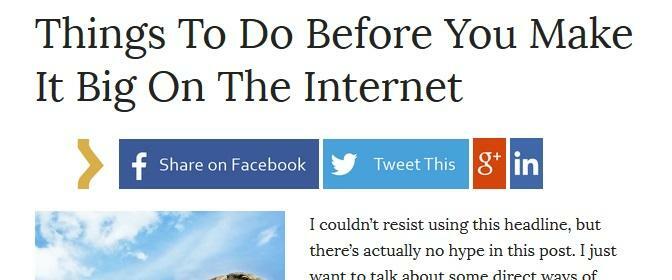 Things To Do Before You Make
It Big On The Internet
f Share on Facebook Tweet This g+ in
I couldn't resist using this headline, but
there's actually no hype in this post. I just
want to talk about some direct ways of